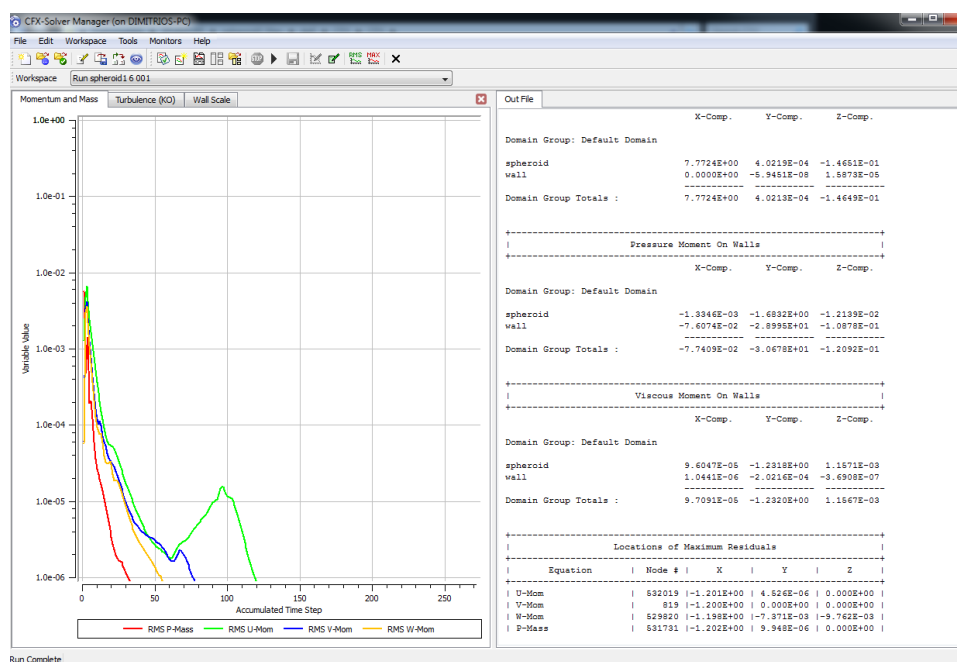 CFX-Solver Manager (on DIMITRIOS-PC)
File Edit Workspace Tools Monitors Help
RMS MAX
Workspace Run spheroid1 6 001
Momentum and Mass Turbulence (KO) Wall Scale
1.0e+00
1.0e-01
1.0e-02
1.0e-03
1.0e-04
1.0e-05
1.0e-06
Variable Value
0 50 100 150 200 250
Accumulated Time Step
RMS P-Mass RMS U-Mom RMS V-Mom RMS W-Mom
Out File
X-Comp. Y-Comp. Z-Comp.
Domain Group: Default Domain
spheroid 7.7724E+00 4.0219E-04 -1.4651E-01
wall 0.0000E+00 -5.9451E-08 1.5873E-05
----------- ----------- -----------
Domain Group Totals : 7.7724E+00 4.0213E-04 -1.4649E-01
+--------------------------------------------------------------------+
| Pressure Moment On Walls |
+--------------------------------------------------------------------+
X-Comp. Y-Comp. Z-Comp.
Domain Group: Default Domain
spheroid -1.3346E-03 -1.6832E+00 -1.2139E-02
wall -7.6074E-02 -2.8995E+01 -1.0878E-01
----------- ----------- -----------
Domain Group Totals : -7.7409E-02 -3.0678E+01 -1.2092E-01
+--------------------------------------------------------------------+
| Viscous Moment On Walls |
+--------------------------------------------------------------------+
X-Comp. Y-Comp. Z-Comp.
Domain Group: Default Domain
spheroid 9.6047E-05 -1.2318E+00 1.1571E-03
wall 1.0441E-06 -2.0216E-04 -3.6908E-07
----------- ----------- -----------
Domain Group Totals : 9.7091E-05 -1.2320E+00 1.1567E-03
+--------------------------------------------------------------------+
| Locations of Maximum Residuals |
+--------------------------------------------------------------------+
| Equation | Node # | X | Y | Z |
+--------------------------------------------------------------------+
| U-Mom | 532019 |-1.201E+00 | 4.526E-06 | 0.000E+00 |
| V-Mom | 819 |-1.200E+00 | 0.000E+00 | 0.000E+00 |
| W-Mom | 529820 |-1.198E+00 |-7.371E-03 |-9.762E-03 |
| P-Mass | 531731 |-1.202E+00 | 9.948E-06 | 0.000E+00 |
Run Complete